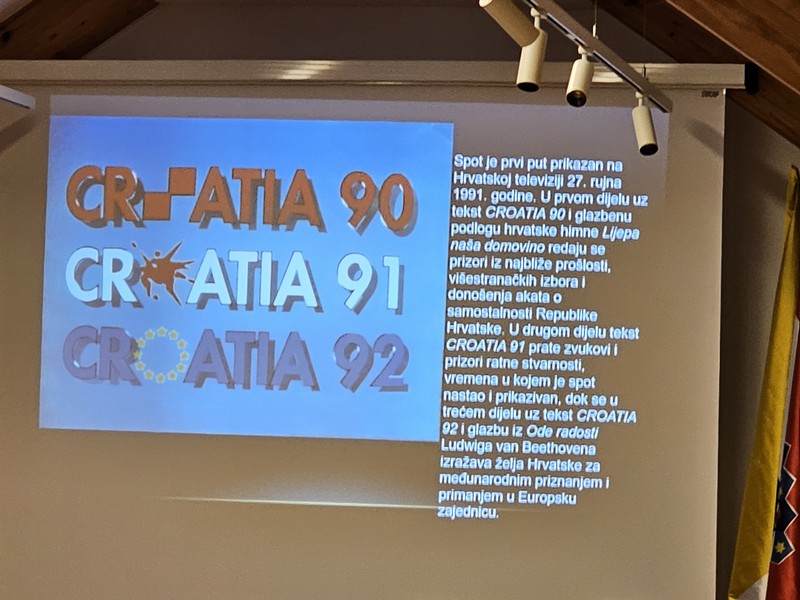 CROATIA 90
CROATIA 91
CROATIA 92
Spot je prvi put prikazan na
Hrvatskoj televiziji 27. rujna
1991. godine. U prvom dijelu uz
tekst CROATIA 90 i glazbenu
podlogu hrvatske himne Lijepa
naša domovino redaju se
prizori iz najbliže prošlosti,
višestranačkih izbora i
donošenja akata o
samostalnosti Republike
Hrvatske. U drugom dijelu tekst
CROATIA 91 prate zvukovi i
prizori ratne stvarnosti,
vremena u kojem je spot
nastao i prikazivan, dok se u
trećem dijelu uz tekst CROATIA
92 i glazbu iz Ode radosti
Ludwiga van Beethovena
izražava želja Hrvatske za
međunarodnim priznanjem i
primanjem u Europsku
zajednicu.